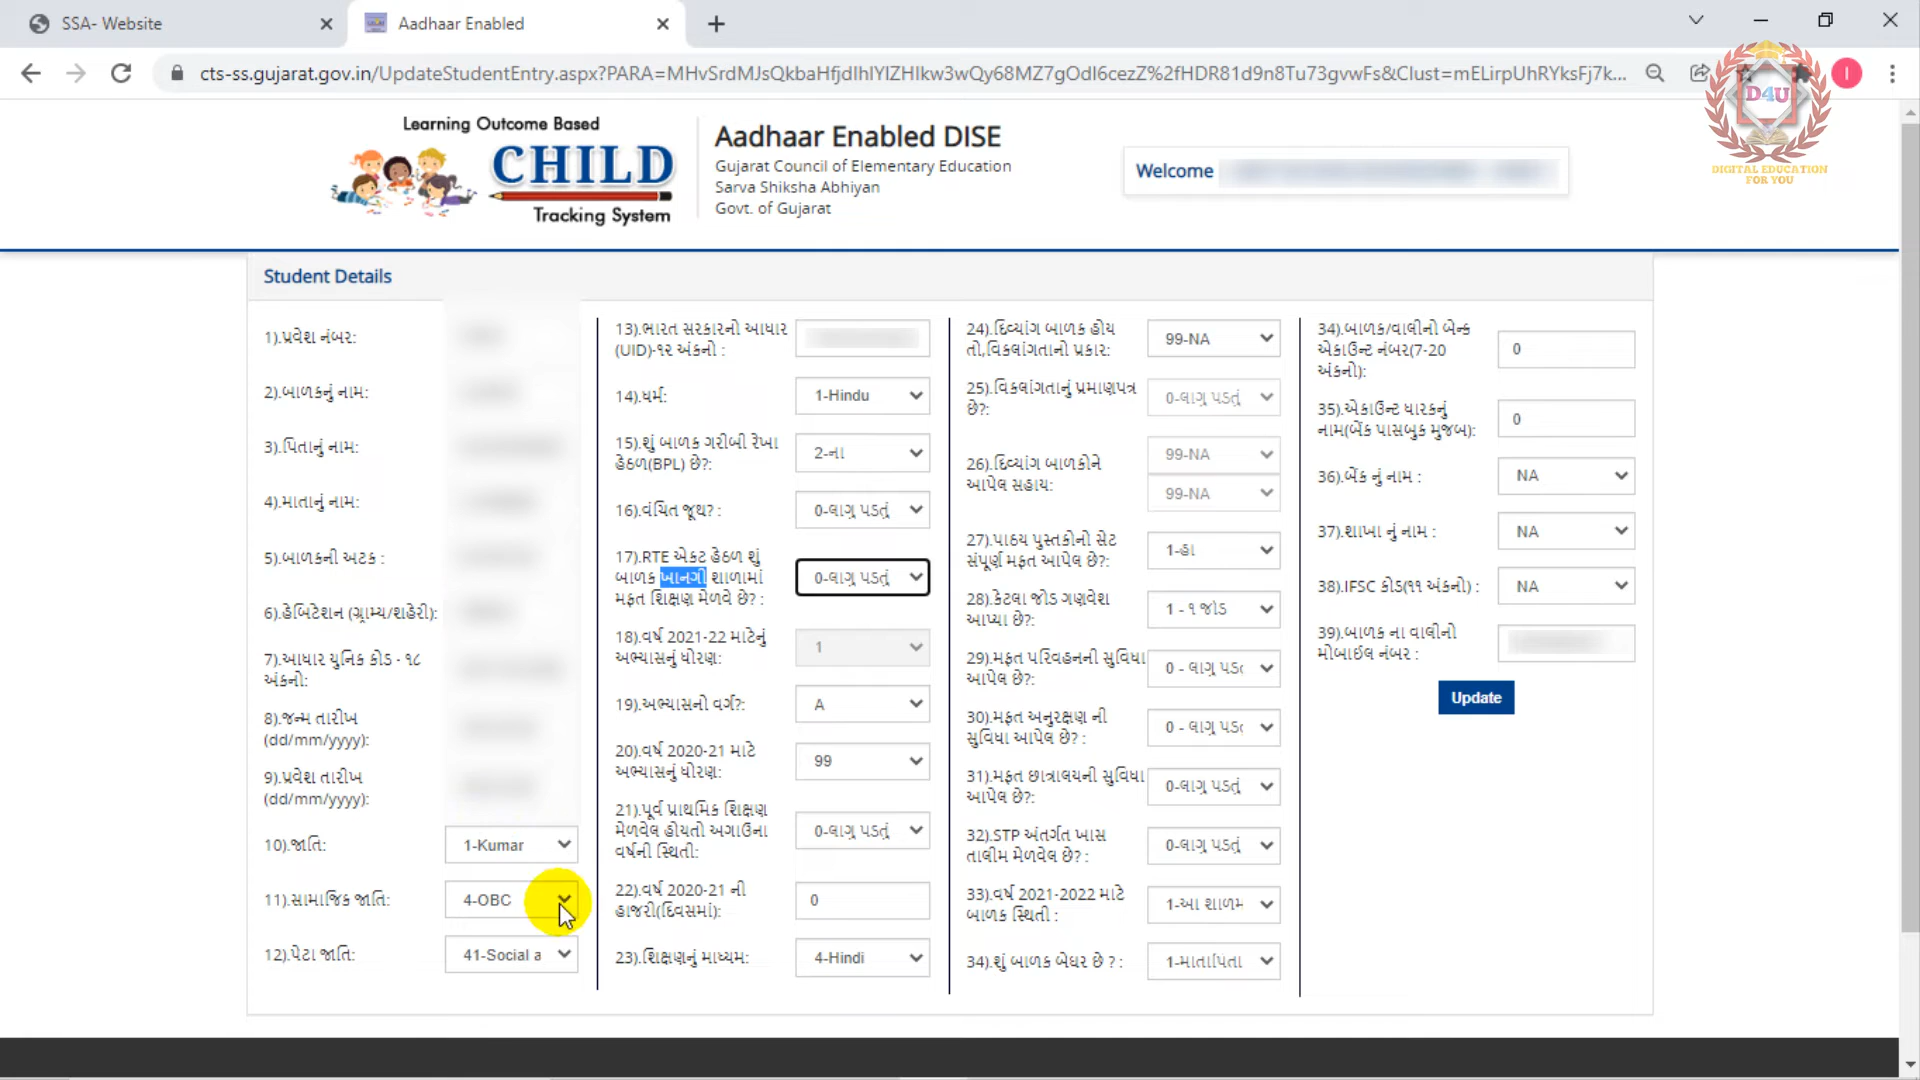 SSA- Website
Aadhaar Enabled
cts-ss.gujarat.gov.in/UpdateStudentEntry.aspx?PARA=MHvSrdMJsQkbaHfjdIhIYlZHIkw3wQy68MZ7gOdI6cezZ%2fHDR81d9n8Tu73gvwFs&Clust=mELirpUhRYksFj7k...
I
D4U
DIGITAL EDUCATION
FOR YOU
Learning Outcome Based
CHILD
Tracking System
Aadhaar Enabled DISE
Gujarat Council of Elementary Education
Sarva Shiksha Abhiyan
Govt. of Gujarat
Welcome
Student Details
1).પ્રવેશ નંબર:
2).બાળકનું નામ:
3).પિતાનું નામ:
4).માતાનું નામ:
5).બાળકની અટક :
6).હેબિટેશન (ગ્રામ્ય/શહેરી):
7).આધાર યુનિક કોડ - ૧૮
અંકનો:
8).જન્મ તારીખ
(dd/mm/yyyy):
9).પ્રવેશ તારીખ
(dd/mm/yyyy):
10).જાતિ:
1-Kumar
11).સામાજિક જાતિ:
4-OBC
12).પેટા જાતિ:
41-Social a
13).ભારત સરકારનો આધાર
(UID)-૧૨ અંકનો :
14).ધર્મ:
1-Hindu
15).શું બાળક ગરીબી રેખા
હેઠળ(BPL) છે?:
2-ના
16).વંચિત જૂથ? :
0-લાગુ પડતું
17).RTE એકટ હેઠળ શું
બાળક ખાનગી શાળામાં
મફત શિક્ષણ મેળવે છે? :
0-લાગુ પડતું
18).વર્ષ 2021-22 માટેનું
અભ્યાસનું ધોરણ:
1
19).અભ્યાસનો વર્ગ?:
A
20).વર્ષ 2020-21 માટે
અભ્યાસનું ધોરણ:
99
21).પૂર્વ પ્રાથમિક શિક્ષણ
મેળવેલ હોયતો અગાઉના
વર્ષની સ્થિતી:
0-લાગુ પડતું
22).વર્ષ 2020-21 ની
હાજરી(દિવસમાં):
0
23).શિક્ષણનું માધ્યમ:
4-Hindi
24).દિવ્યાંગ બાળક હોય
તો,વિકલાંગતાનો પ્રકાર:
99-NA
25).વિકલાંગતાનું પ્રમાણપત્ર
છે?:
0-લાગુ પડતું
26).દિવ્યાંગ બાળકોને
આપેલ સહાય:
99-NA
99-NA
27).પાઠય પુસ્તકોનો સેટ
સંપૂર્ણ મફત આપેલ છે?:
1-હા
28).કેટલા જોડ ગણવેશ
આપ્યા છે?:
1 - ૧ જોડ
29).મફત પરિવહનની સુવિધા
આપેલ છે?:
0 - લાગુ પડત
30).મફત અનુરક્ષણ ની
સુવિધા આપેલ છે? :
0 - લાગુ પડત
31).મફત છાત્રાલયની સુવિધા
આપેલ છે?:
0-લાગુ પડતું
32).STP અંતર્ગત ખાસ
તાલીમ મેળવેલ છે? :
0-લાગુ પડતું
33).વર્ષ 2021-2022 માટે
બાળક સ્થિતી :
1-આ શાળામ
34).શું બાળક બેઘર છે ? :
1-માતાપિતા
34).બાળક/વાલીનો બેન્ક
એકાઉન્ટ નંબર(7-20
અંકનો):
0
35).એકાઉન્ટ ધારકનું
નામ(બેંક પાસબુક મુજબ):
0
36).બેંક નું નામ :
NA
37).શાખા નું નામ :
NA
38).IFSC કોડ(૧૧ અંકનો) :
NA
39).બાળક ના વાલીનો
મોબાઈલ નંબર :
Update